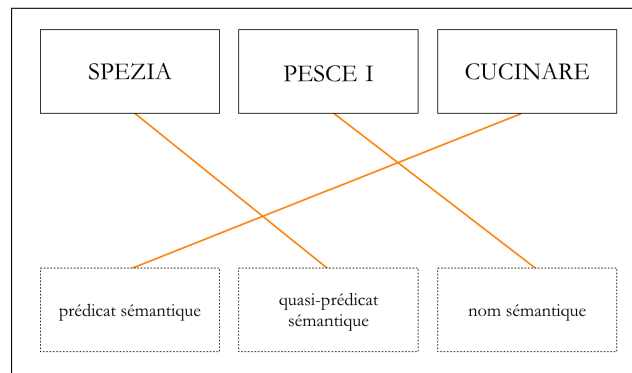 SPEZIA
PESCE I
CUCINARE
prédicat sémantique
quasi-prédicat
sémantique
nom sémantique